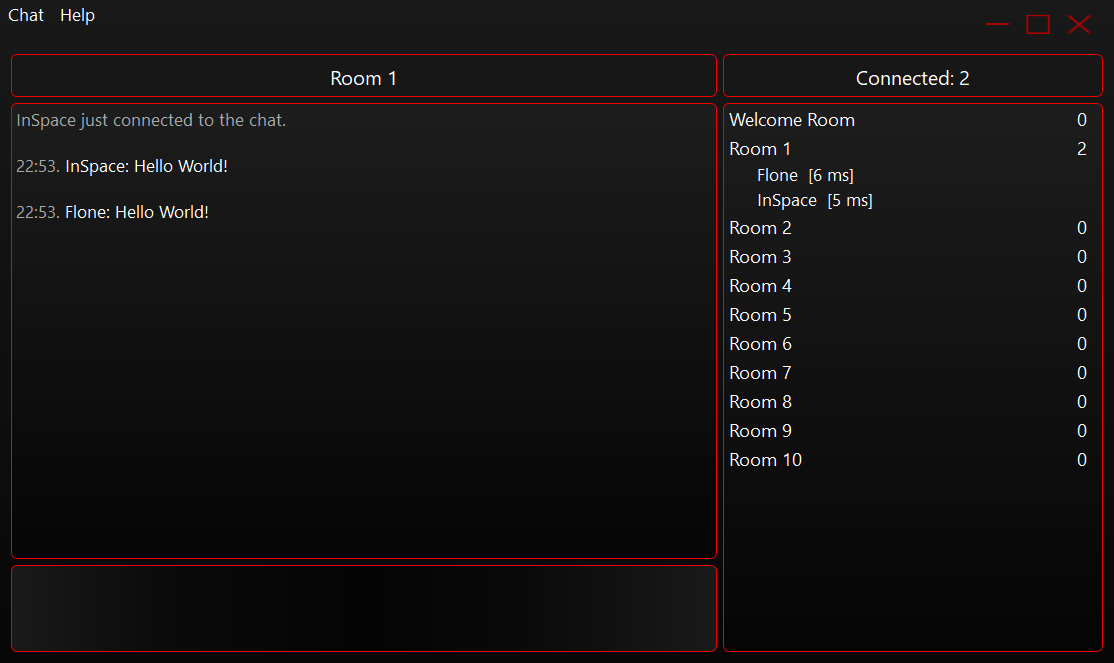 Chat Help
Room 1
InSpace just connected to the chat.
22:53. InSpace: Hello World!
22:53. Flone: Hello World!
Connected: 2
Welcome Room 0
Room 1 2
Flone [6 ms]
InSpace [5 ms]
Room 2 0
Room 3 0
Room 4 0
Room 5 0
Room 6 0
Room 7 0
Room 8 0
Room 9 0
Room 10 0